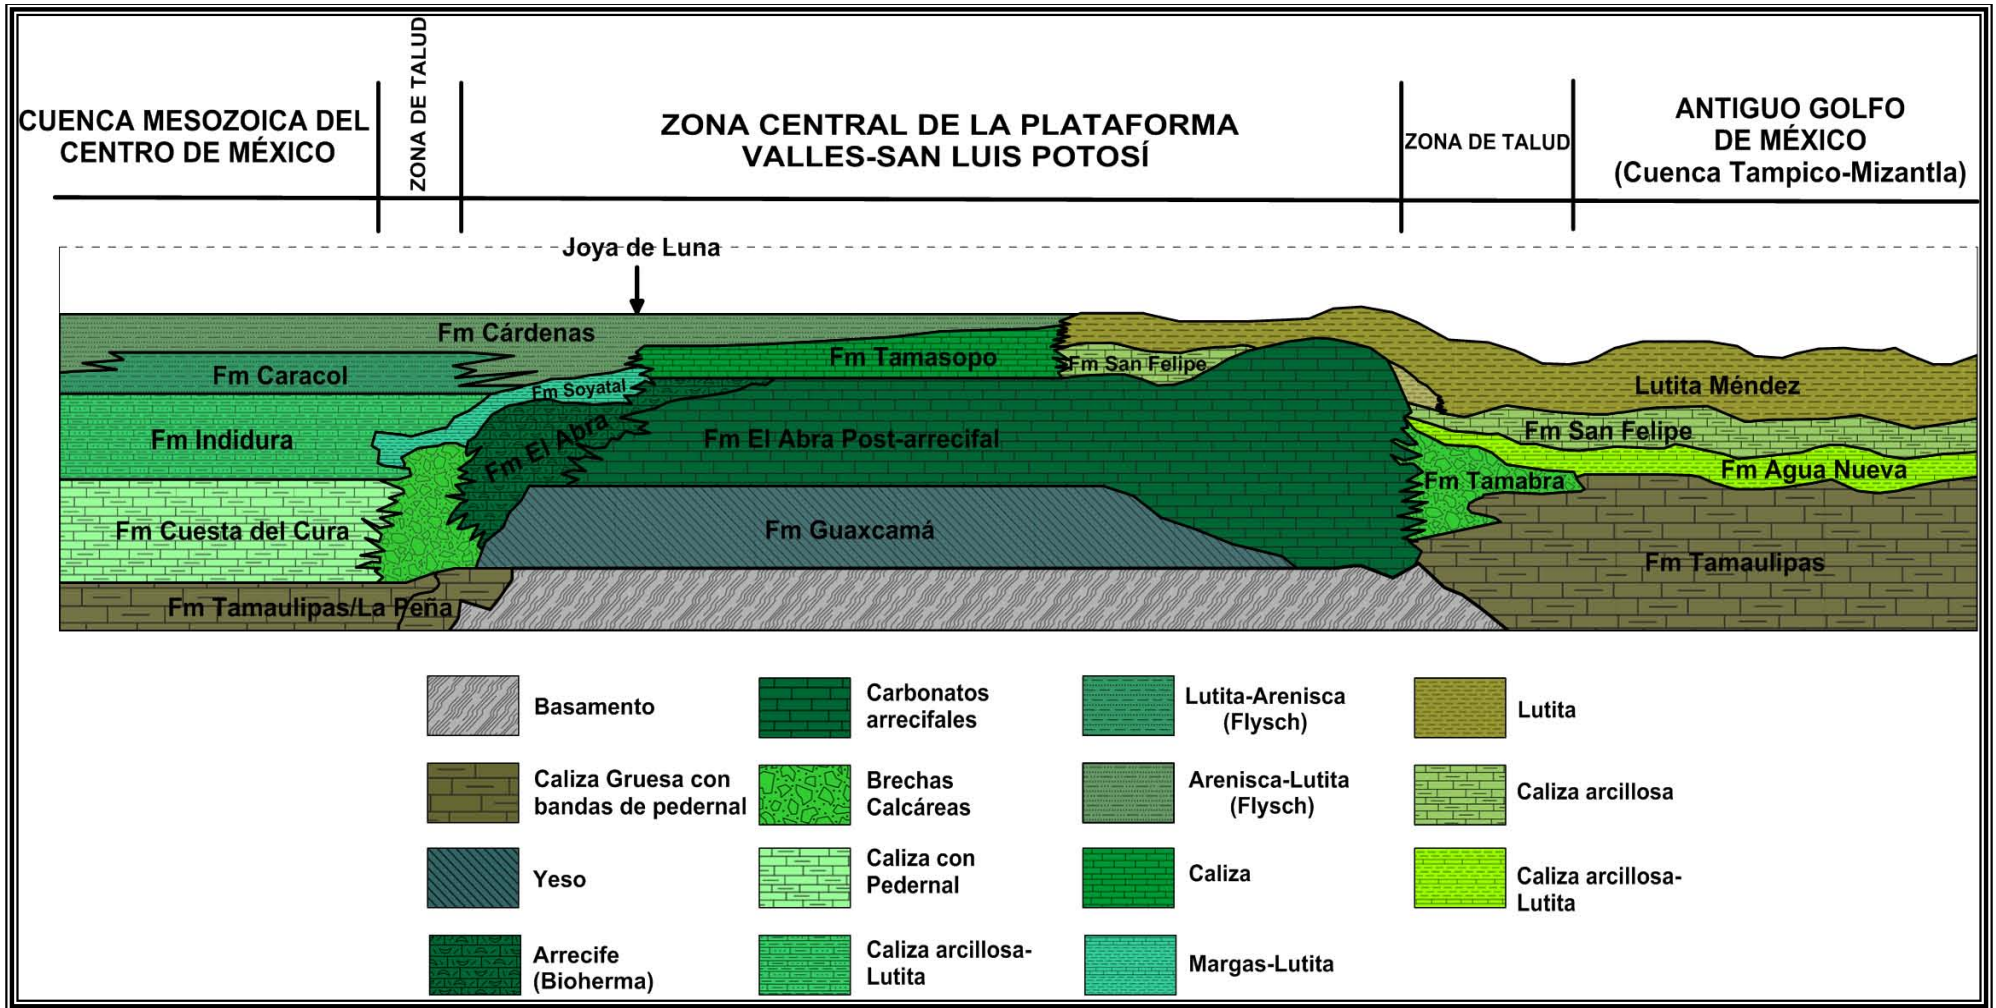 CUENCA MESOZOICA DEL
CENTRO DE MÉXICO
ZONA DE TALUD
ZONA CENTRAL DE LA PLATAFORMA
VALLES-SAN LUIS POTOSÍ
ZONA DE TALUD
ANTIGUO GOLFO
DE MÉXICO
(Cuenca Tampico-Mizantla)
Joya de Luna
Fm Cárdenas
Fm Caracol
Fm Soyatal
Fm Tamasopo
Fm San Felipe
Lutita Méndez
Fm Indidura
Fm El Abra
Fm El Abra Post-arrecifal
Fm San Felipe
Fm Agua Nueva
Fm Tamabra
Fm Cuesta del Cura
Fm Guaxcamá
Fm Tamaulipas
Fm Tamaulipas/La Peña
Basamento
Carbonatos
arrecifales
Lutita-Arenisca
(Flysch)
Lutita
Caliza Gruesa con
bandas de pedernal
Brechas
Calcáreas
Arenisca-Lutita
(Flysch)
Caliza arcillosa
Yeso
Caliza con
Pedernal
Caliza
Caliza arcillosa-
Lutita
Arrecife
(Bioherma)
Caliza arcillosa-
Lutita
Margas-Lutita